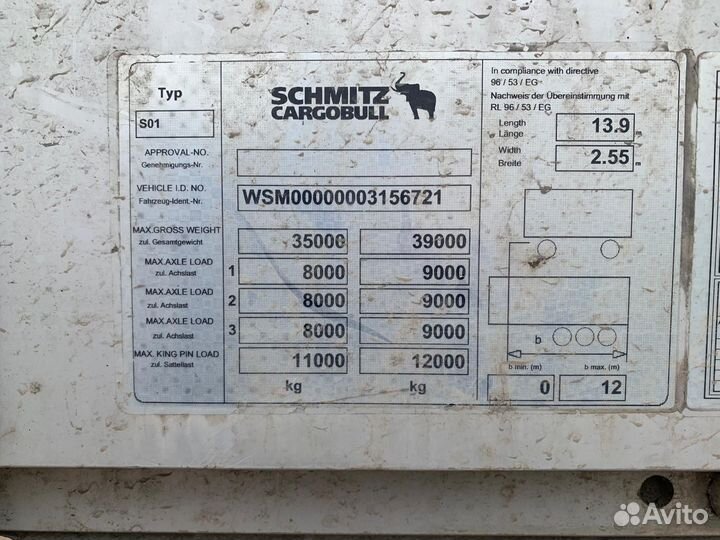 Typ
S01
SCHMITZ
CARGOBULL
In compliance with directive
96 / 53 / EG
Nachweis der Übereinstimmung mit
RL 96 / 53 / EG
Length
Länge
13.9 m
Width
Breite
2.55 m
APPROVAL-NO.
Genehmigungs-Nr.
VEHICLE I.D. NO.
Fahrzeug-Ident.-Nr.
WSM00000003156721
MAX.GROSS WEIGHT
zul. Gesamtgewicht
35000 39000
MAX.AXLE LOAD
zul. Achslast
1 8000 9000
MAX.AXLE LOAD
zul. Achslast
2 8000 9000
MAX.AXLE LOAD
zul. Achslast
3 8000 9000
MAX. KING PIN LOAD
zul. Sattellast
11000 12000
kg kg
b
b min. (m) b max. (m)
0 12
Avito